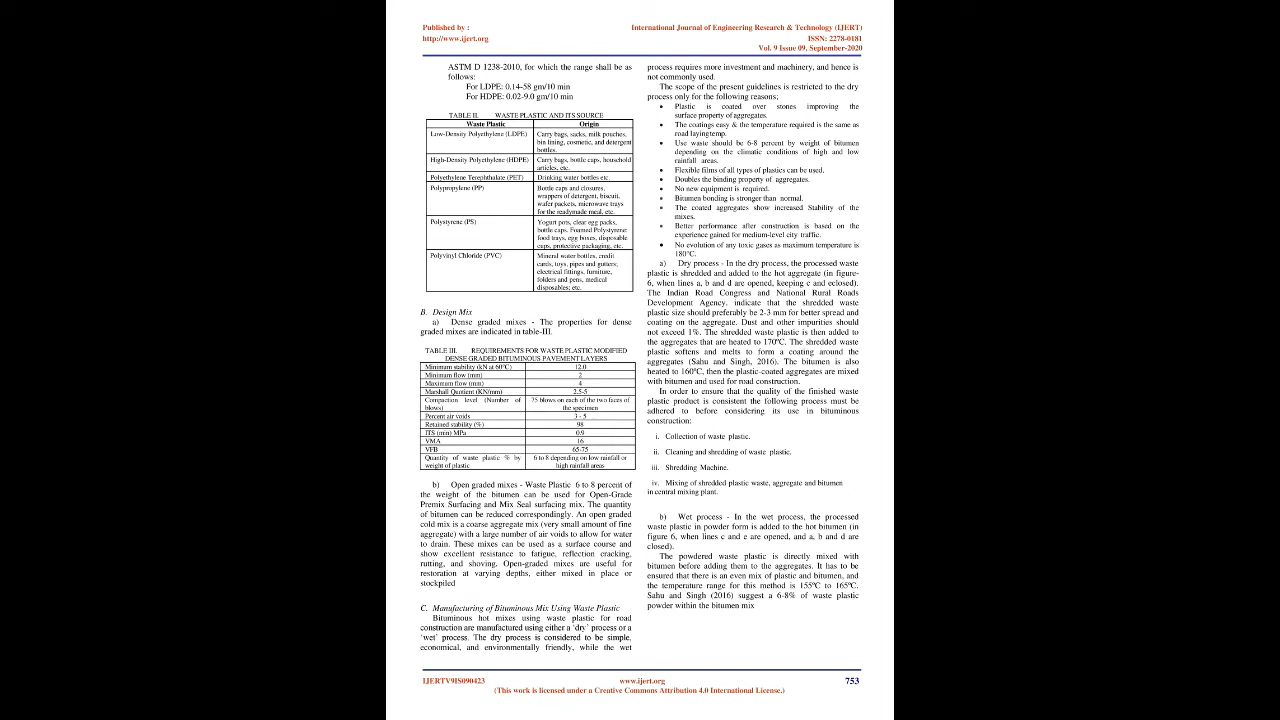 Published by :
http://www.ijert.org
International Journal of Engineering Research & Technology (IJERT)
ISSN: 2278-0181
Vol. 9 Issue 09, September-2020
ASTM D 1238-2010, for which the range shall be as
follows:
For LDPE: 0.14-58 gm/10 min
For HDPE: 0.02-9.0 gm/10 min
TABLE II. WASTE PLASTIC AND ITS SOURCE
Waste Plastic Origin
Low-Density Polyethylene (LDPE) Carry bags, sacks, milk pouches,
bin lining, cosmetic, and detergent
bottles.
High-Density Polyethylene (HDPE) Carry bags, bottle caps, household
articles, etc.
Polyethylene Terephthalate (PET) Drinking water bottles etc.
Polypropylene (PP) Bottle caps and closures,
wrappers of detergent, biscuit,
wafer packets, microwave trays
for the readymade meal, etc.
Polystyrene (PS) Yogurt pots, clear egg packs,
bottle caps. Foamed Polystyrene:
food trays, egg boxes, disposable
cups, protective packaging, etc.
Polyvinyl Chloride (PVC) Mineral water bottles, credit
cards, toys, pipes and gutters;
electrical fittings, furniture,
folders and pens, medical
disposables; etc.
B. Design Mix
a) Dense graded mixes - The properties for dense
graded mixes are indicated in table-III.
TABLE III. REQUIREMENTS FOR WASTE PLASTIC MODIFIED
DENSE GRADED BITUMINOUS PAVEMENT LAYERS
Minimum stability (kN at 60°C) 12.0
Minimum flow (mm) 2
Maximum flow (mm) 4
Marshall Quotient (KN/mm) 2.5-5
Compaction level (Number of 75 blows on each of the two faces of
blows) the specimen
Percent air voids 3 - 5
Retained stability (%) 98
ITS (min) MPa 0.9
VMA 16
VFB 65-75
Quantity of waste plastic % by 6 to 8 depending on low rainfall or
weight of plastic high rainfall areas
b) Open graded mixes - Waste Plastic 6 to 8 percent of
the weight of the bitumen can be used for Open-Grade
Premix Surfacing and Mix Seal surfacing mix. The quantity
of bitumen can be reduced correspondingly. An open graded
cold mix is a coarse aggregate mix (very small amount of fine
aggregate) with a large number of air voids to allow for water
to drain. These mixes can be used as a surface course and
show excellent resistance to fatigue, reflection cracking,
rutting, and shoving. Open-graded mixes are useful for
restoration at varying depths, either mixed in place or
stockpiled
C. Manufacturing of Bituminous Mix Using Waste Plastic
Bituminous hot mixes using waste plastic for road
construction are manufactured using either a 'dry' process or a
'wet' process. The dry process is considered to be simple,
economical, and environmentally friendly, while the wet
process requires more investment and machinery, and hence is
not commonly used.
The scope of the present guidelines is restricted to the dry
process only for the following reasons;
• Plastic is coated over stones improving the
surface property of aggregates.
• The coatings easy & the temperature required is the same as
road layingtemp.
• Use waste should be 6-8 percent by weight of bitumen
depending on the climatic conditions of high and low
rainfall areas.
• Flexible films of all types of plastics can be used.
• Doubles the binding property of aggregates.
• No new equipment is required.
• Bitumen bonding is stronger than normal.
• The coated aggregates show increased Stability of the
mixes.
• Better performance after construction is based on the
experience gained for medium-level city traffic.
• No evolution of any toxic gases as maximum temperature is
180°C.
a) Dry process - In the dry process, the processed waste
plastic is shredded and added to the hot aggregate (in figure-
6, when lines a, b and d are opened, keeping c and eclosed).
The Indian Road Congress and National Rural Roads
Development Agency, indicate that the shredded waste
plastic size should preferably be 2-3 mm for better spread and
coating on the aggregate. Dust and other impurities should
not exceed 1%. The shredded waste plastic is then added to
the aggregates that are heated to 170ºC. The shredded waste
plastic softens and melts to form a coating around the
aggregates (Sahu and Singh, 2016). The bitumen is also
heated to 160ºC, then the plastic-coated aggregates are mixed
with bitumen and used for road construction.
In order to ensure that the quality of the finished waste
plastic product is consistent the following process must be
adhered to before considering its use in bituminous
construction:
i. Collection of waste plastic.
ii. Cleaning and shredding of waste plastic.
iii. Shredding Machine.
iv. Mixing of shredded plastic waste, aggregate and bitumen
in central mixing plant.
b) Wet process - In the wet process, the processed
waste plastic in powder form is added to the hot bitumen (in
figure 6, when lines c and e are opened, and a, b and d are
closed).
The powdered waste plastic is directly mixed with
bitumen before adding them to the aggregates. It has to be
ensured that there is an even mix of plastic and bitumen, and
the temperature range for this method is 155ºC to 165ºC.
Sahu and Singh (2016) suggest a 6-8% of waste plastic
powder within the bitumen mix
IJERTV9IS090423
www.ijert.org
(This work is licensed under a Creative Commons Attribution 4.0 International License.)
753